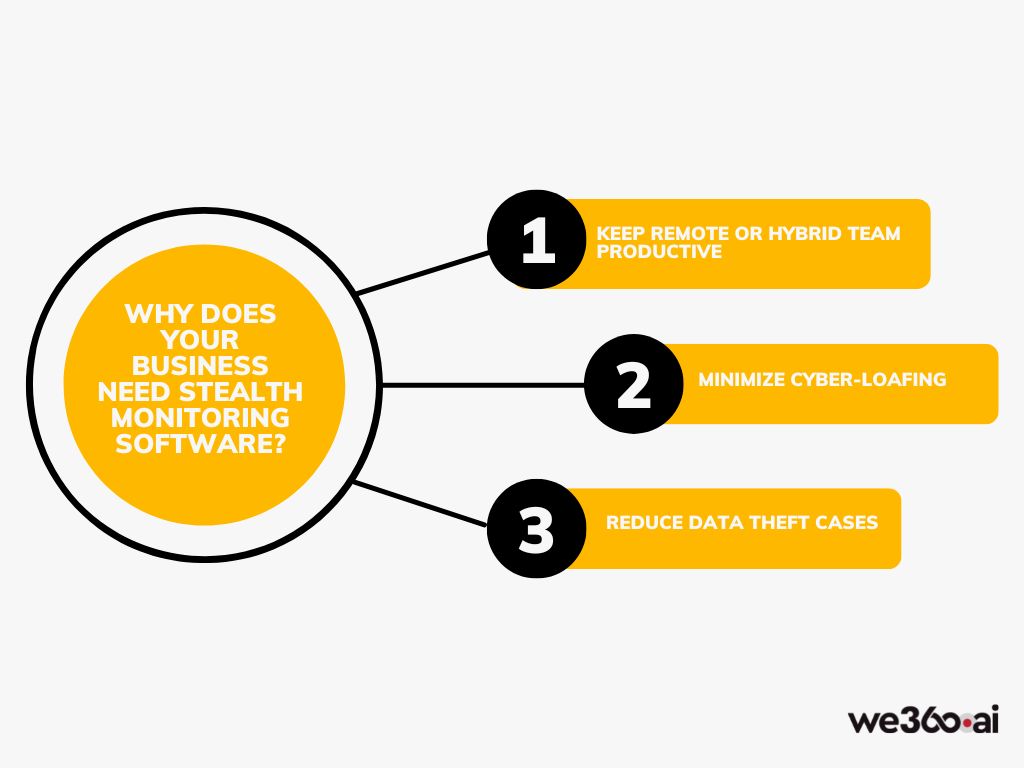 WHY DOES
YOUR
BUSINESS
NEED STEALTH
MONITORING
SOFTWARE?
1
KEEP REMOTE OR HYBRID TEAM
PRODUCTIVE
2
MINIMIZE CYBER-LOAFING
3
REDUCE DATA THEFT CASES
we360.ai